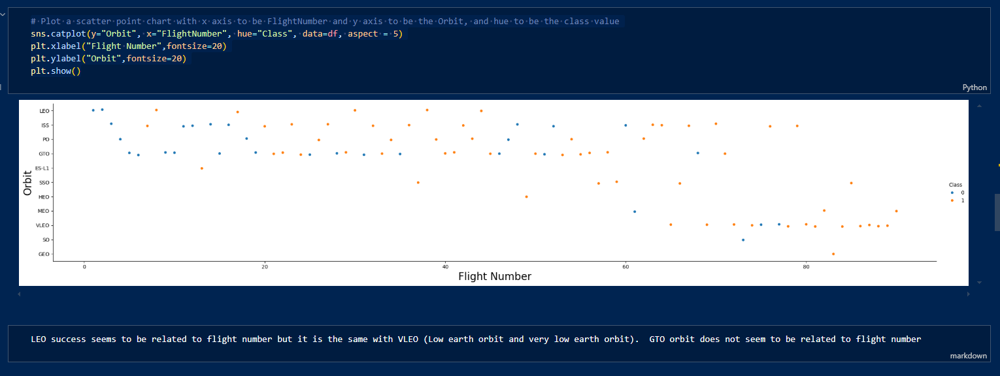 # Plot a scatter point chart with x axis to be FlightNumber and y axis to be the Orbit, and hue to be the class value
sns.catplot(y="Orbit", x="FlightNumber", hue="Class", data=df, aspect = 5)
plt.xlabel("Flight Number",fontsize=20)
plt.ylabel("Orbit",fontsize=20)
plt.show()
Python
LEO
ISS
PO
GTO
ES-L1
SSO
HEO
MEO
VLEO
SO
GEO
Orbit
0 20 40 60 80
Flight Number
Class
0
1
LEO success seems to be related to flight number but it is the same with VLEO (Low earth orbit and very low earth orbit).  GTO orbit does not seem to be related to flight number
markdown